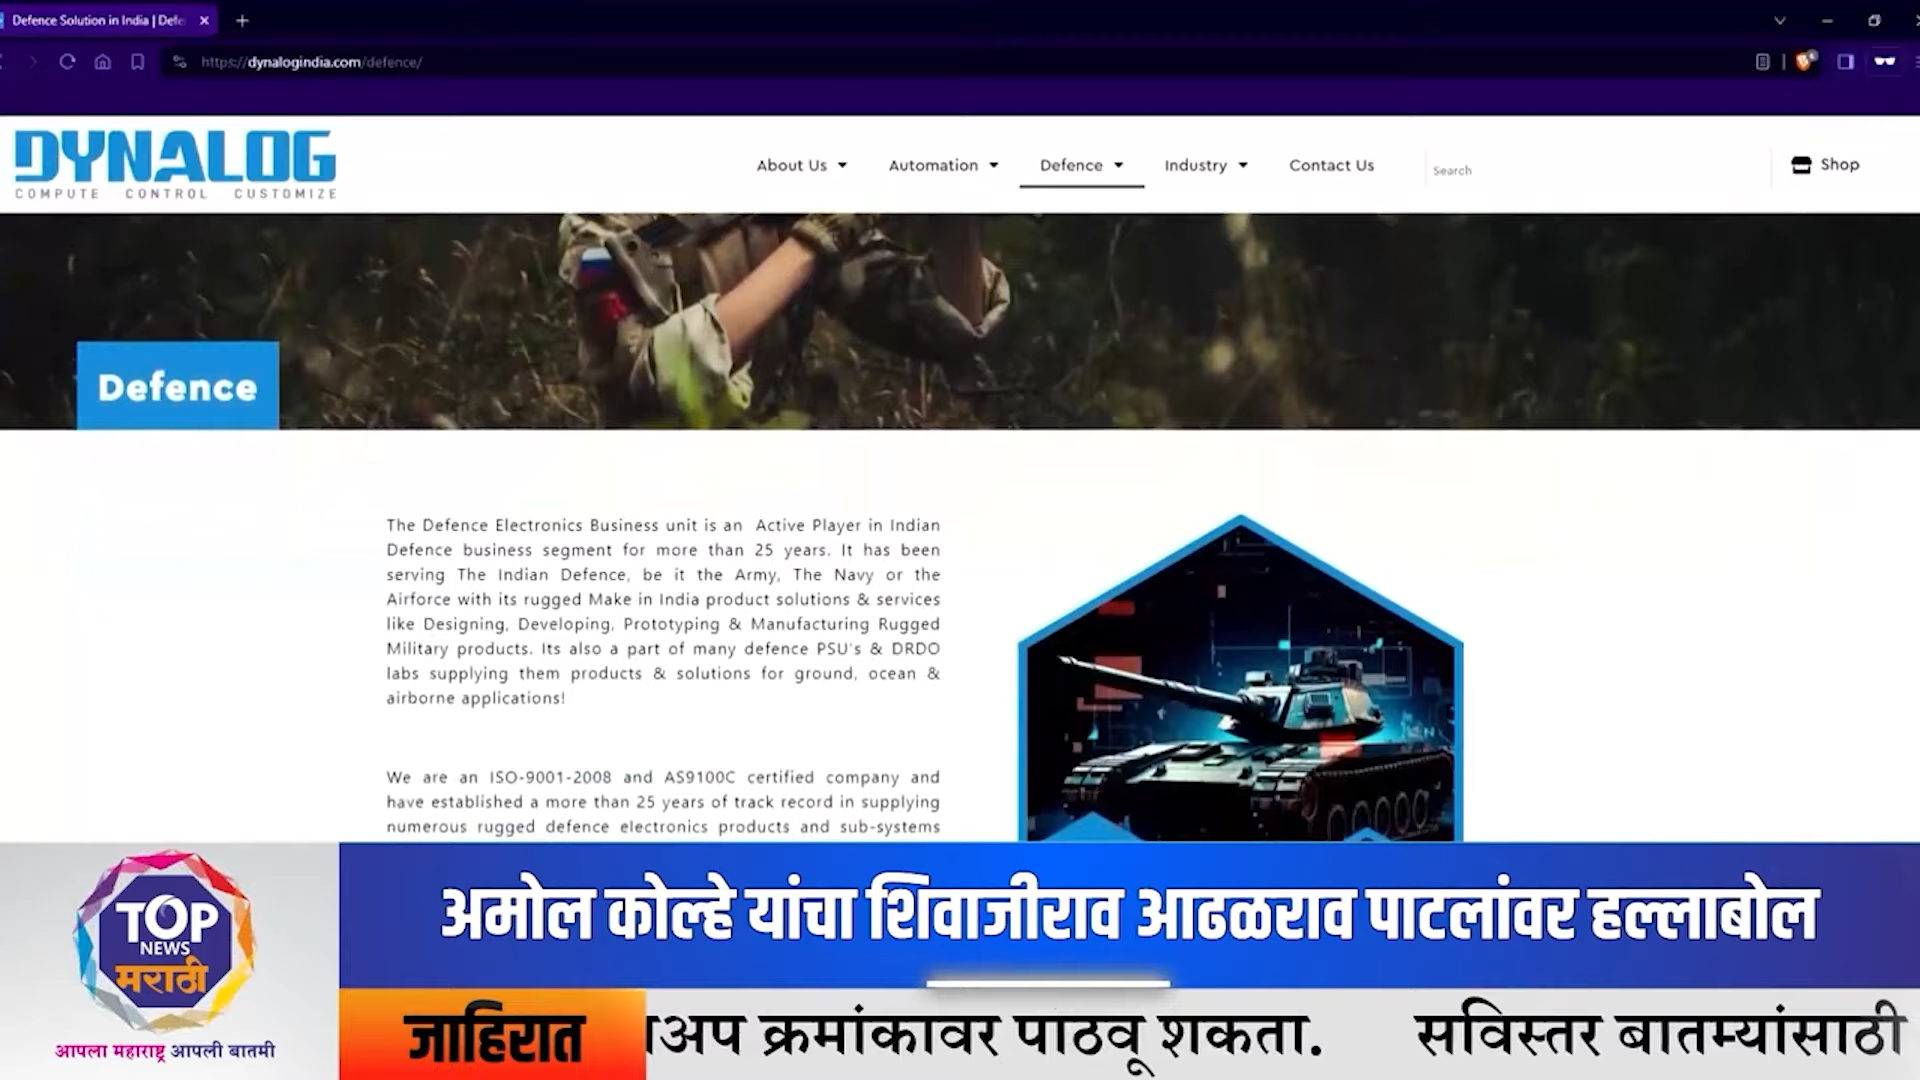 Defence Solution in India | Defe
https://dynalogindia.com/defence/
DYNALOG
COMPUTE CONTROL CUSTOMIZE
About Us
Automation
Defence
Industry
Contact Us
Search
Shop
Defence
The Defence Electronics Business unit is an Active Player in Indian
Defence business segment for more than 25 years. It has been
serving The Indian Defence, be it the Army, The Navy or the
Airforce with its rugged Make in India product solutions & services
like Designing, Developing, Prototyping & Manufacturing Rugged
Military products. Its also a part of many defence PSU's & DRDO
labs supplying them products & solutions for ground, ocean &
airborne applications!
We are an ISO-9001-2008 and AS9100C certified company and
have established a more than 25 years of track record in supplying
numerous rugged defence electronics products and sub-systems
TOP
NEWS
मराठी
आपला महाराष्ट्र आपली बातमी
अमोल कोल्हे यांचा शिवाजीराव आढळराव पाटलांवर हल्लाबोल
जाहिरात
अप क्रमांकावर पाठवू शकता. सविस्तर बातम्यांसाठी